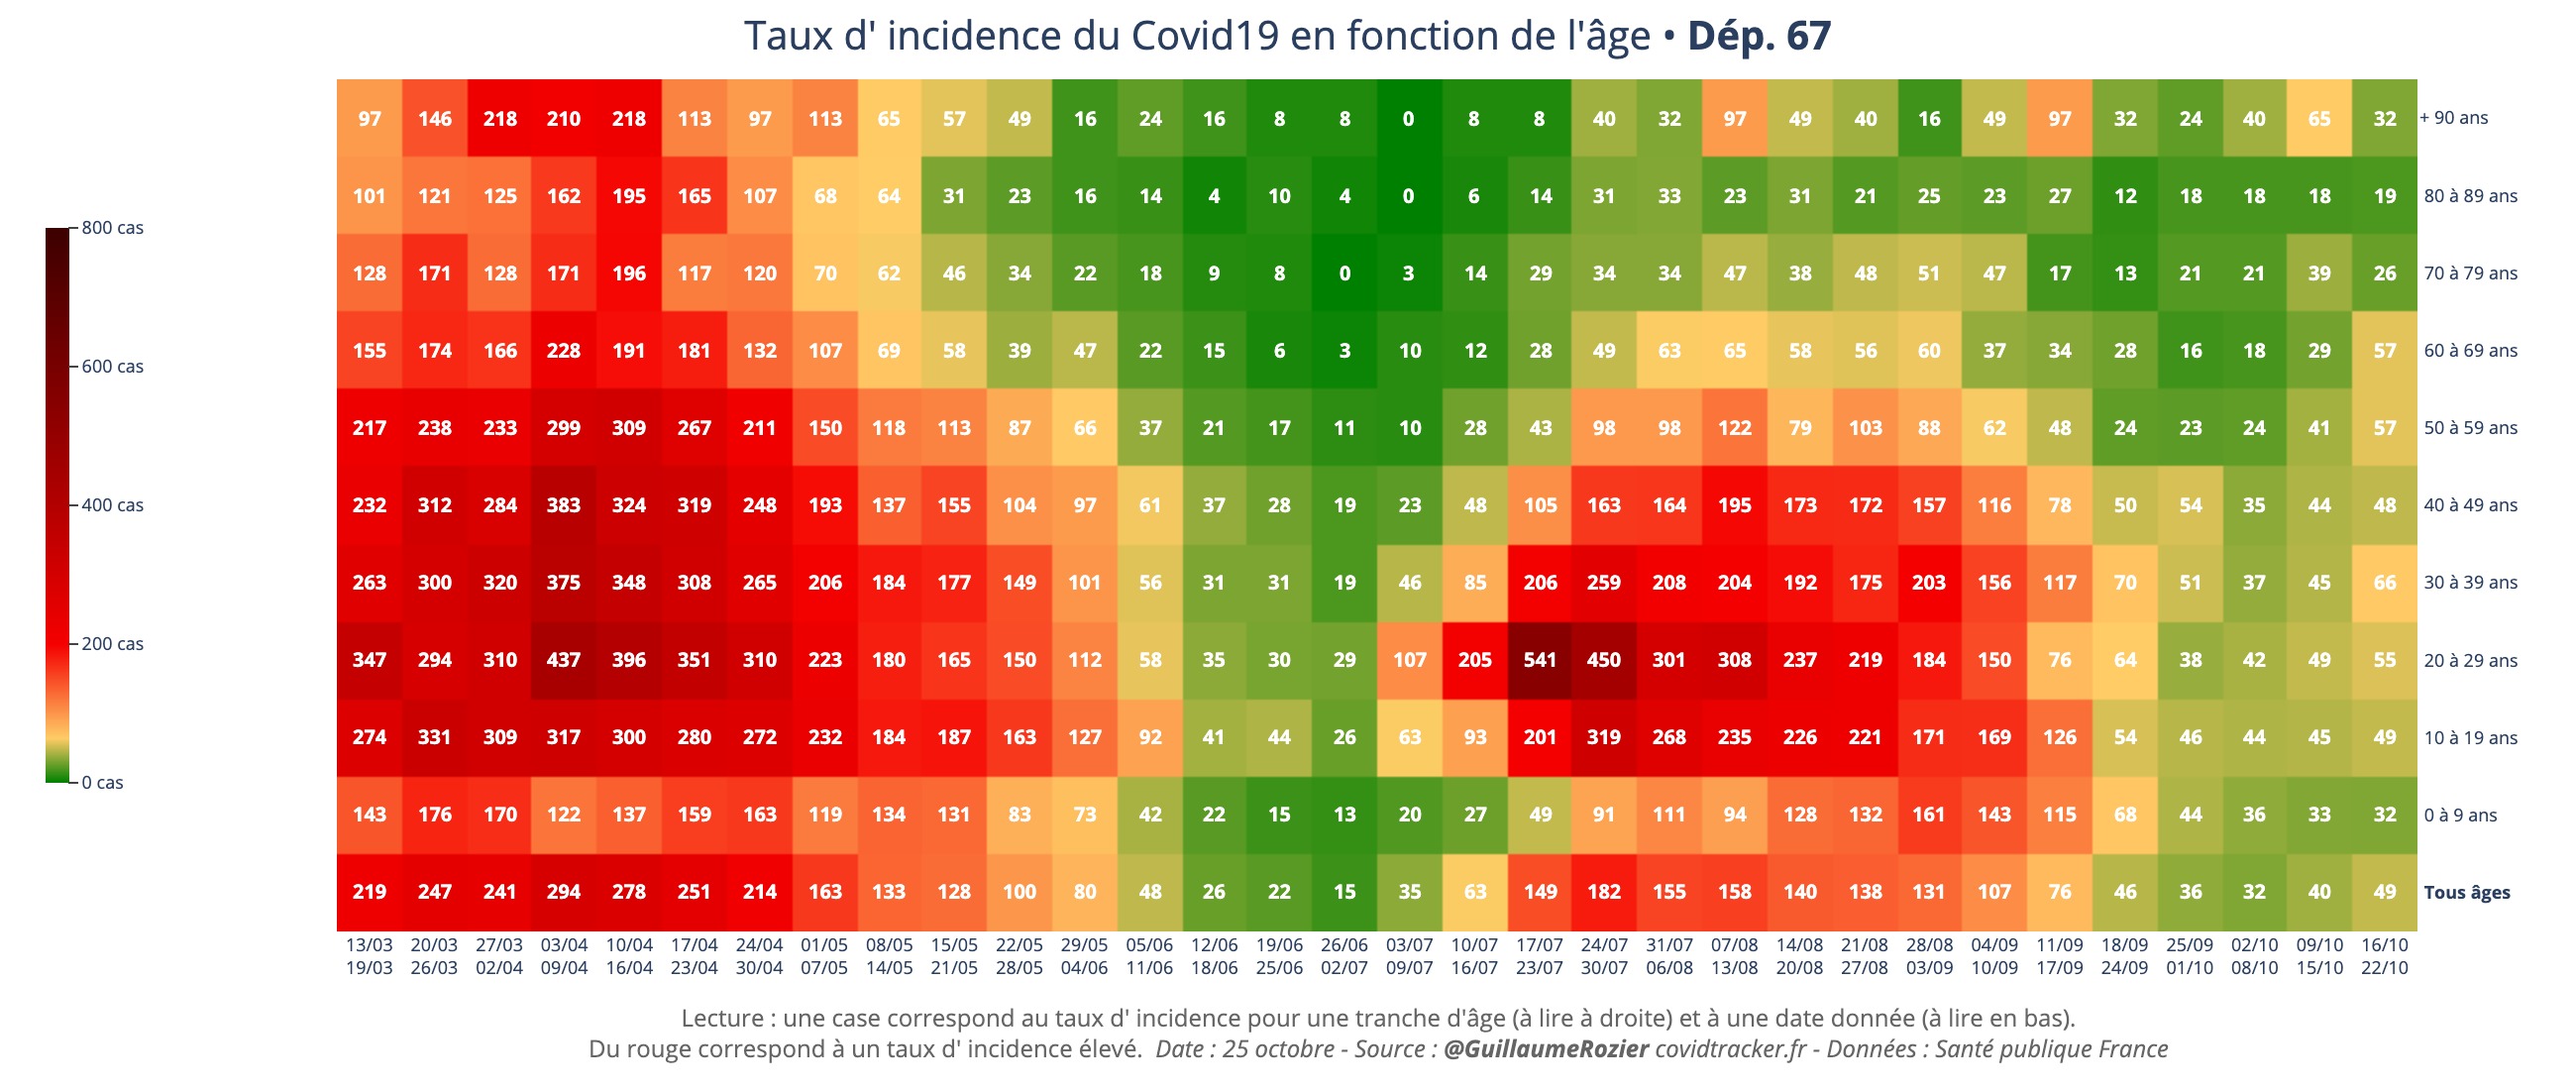 Taux d' incidence du Covid19 en fonction de l'âge • Dép. 67
800 cas
600 cas
400 cas
200 cas
0 cas
97 146 218 210 218 113 97 113 65 57 49 16 24 16 8 8 0 8 8 40 32 97 49 40 16 49 97 32 24 40 65 32 + 90 ans
101 121 125 162 195 165 107 68 64 31 23 16 14 4 10 4 0 6 14 31 33 23 31 21 25 23 27 12 18 18 18 19 80 à 89 ans
128 171 128 171 196 117 120 70 62 46 34 22 18 9 8 0 3 14 29 34 34 47 38 48 51 47 17 13 21 21 39 26 70 à 79 ans
155 174 166 228 191 181 132 107 69 58 39 47 22 15 6 3 10 12 28 49 63 65 58 56 60 37 34 28 16 18 29 57 60 à 69 ans
217 238 233 299 309 267 211 150 118 113 87 66 37 21 17 11 10 28 43 98 98 122 79 103 88 62 48 24 23 24 41 57 50 à 59 ans
232 312 284 383 324 319 248 193 137 155 104 97 61 37 28 19 23 48 105 163 164 195 173 172 157 116 78 50 54 35 44 48 40 à 49 ans
263 300 320 375 348 308 265 206 184 177 149 101 56 31 31 19 46 85 206 259 208 204 192 175 203 156 117 70 51 37 45 66 30 à 39 ans
347 294 310 437 396 351 310 223 180 165 150 112 58 35 30 29 107 205 541 450 301 308 237 219 184 150 76 64 38 42 49 55 20 à 29 ans
274 331 309 317 300 280 272 232 184 187 163 127 92 41 44 26 63 93 201 319 268 235 226 221 171 169 126 54 46 44 45 49 10 à 19 ans
143 176 170 122 137 159 163 119 134 131 83 73 42 22 15 13 20 27 49 91 111 94 128 132 161 143 115 68 44 36 33 32 0 à 9 ans
219 247 241 294 278 251 214 163 133 128 100 80 48 26 22 15 35 63 149 182 155 158 140 138 131 107 76 46 36 32 40 49 Tous âges
13/03 20/03 27/03 03/04 10/04 17/04 24/04 01/05 08/05 15/05 22/05 29/05 05/06 12/06 19/06 26/06 03/07 10/07 17/07 24/07 31/07 07/08 14/08 21/08 28/08 04/09 11/09 18/09 25/09 02/10 09/10 16/10
19/03 26/03 02/04 09/04 16/04 23/04 30/04 07/05 14/05 21/05 28/05 04/06 11/06 18/06 25/06 02/07 09/07 16/07 23/07 30/07 06/08 13/08 20/08 27/08 03/09 10/09 17/09 24/09 01/10 08/10 15/10 22/10
Lecture : une case correspond au taux d' incidence pour une tranche d'âge (à lire à droite) et à une date donnée (à lire en bas).
Du rouge correspond à un taux d' incidence élevé. Date : 25 octobre - Source : @GuillaumeRozier covidtracker.fr - Données : Santé publique France